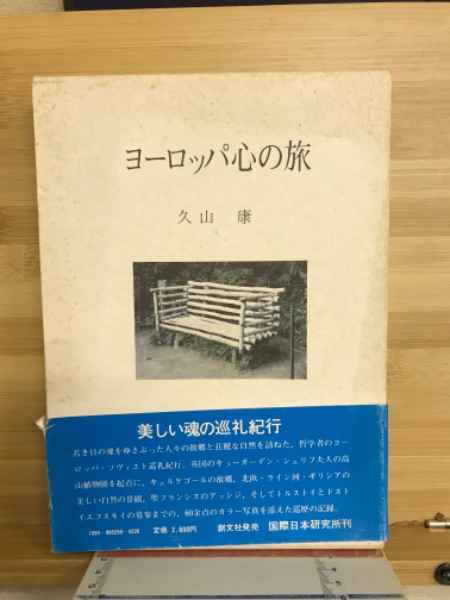 ヨーロッパ心の旅
久山 康
美しい魂の巡礼紀行
若き日の魂をゆさぶった人々の故郷と荘麗な自然を訪ねた、哲学者のヨー
ロッパ・ソヴィエト巡礼紀行。英国のキューガーデン・シェリフ夫人の高
山植物園を起点に、キェルケゴールの故郷、北欧・ライン河・ギリシアの
美しい自然の景観、聖フランシスのアッシジ、そしてトルストイとドスト
イエフスキイの墓参までの、60余点のカラー写真を添えた巡歴の記録。
定価 2,800円 創文社発売 国際日本研究所刊